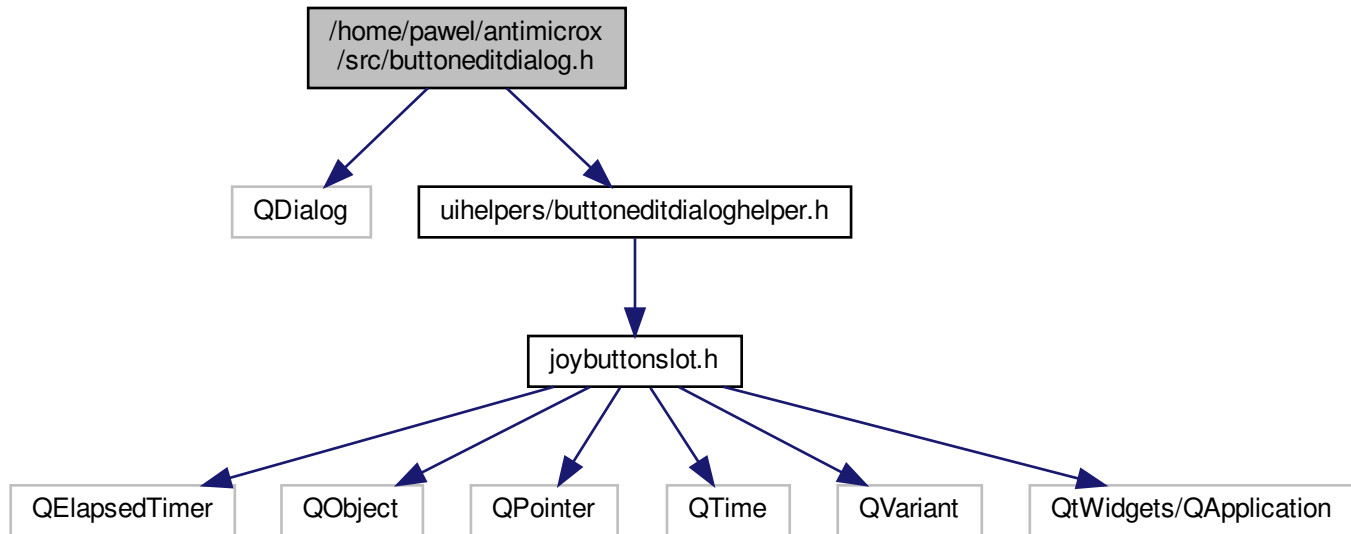 /home/pawel/antimicrox
/src/buttoneditdialog.h
QDialog
uihelpers/buttoneditdialoghelper.h
joybuttonslot.h
QElapsedTimer
QObject
QPointer
QTime
QVariant
QtWidgets/QApplication